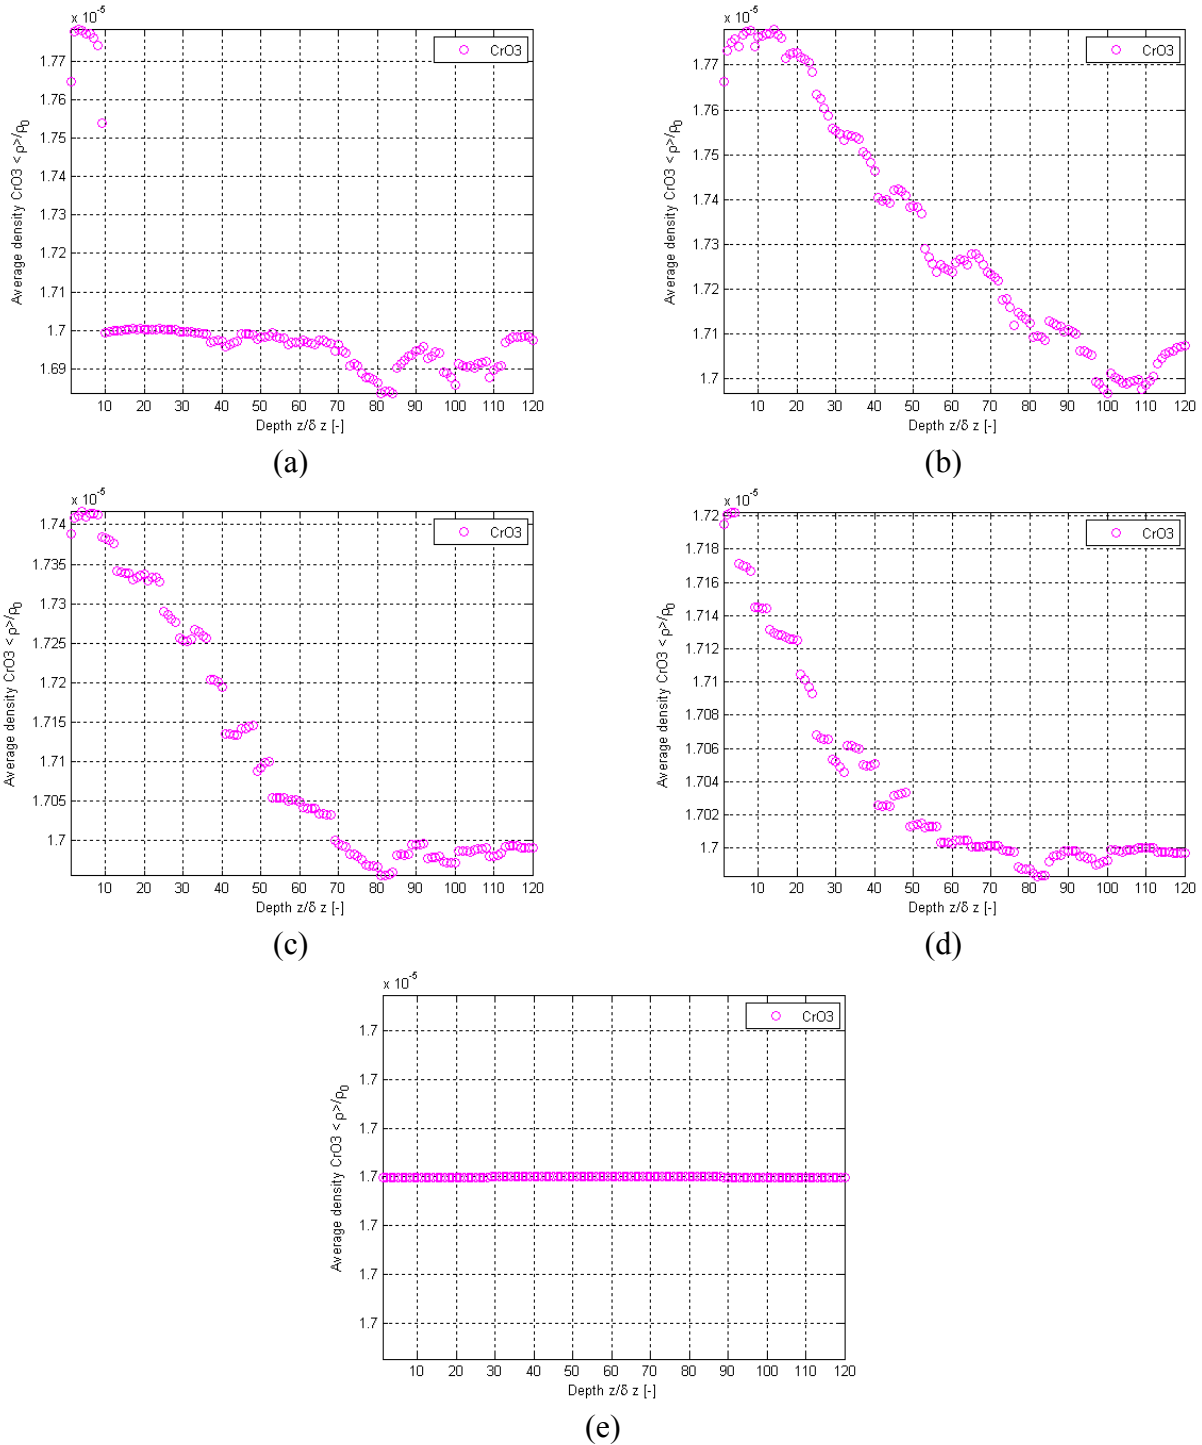 x 10-5
CrO3
1.77
1.76
1.75
1.74
1.73
1.72
1.71
1.7
1.69
Average density CrO3 < ρ>/ρ0
10 20 30 40 50 60 70 80 90 100 110 120
Depth z/δ z [-]
(a)
x 10-5
CrO3
1.77
1.76
1.75
1.74
1.73
1.72
1.71
1.7
Average density CrO3 < ρ>/ρ0
10 20 30 40 50 60 70 80 90 100 110 120
Depth z/δ z [-]
(b)
x 10-5
CrO3
1.74
1.735
1.73
1.725
1.72
1.715
1.71
1.705
1.7
Average density CrO3 < ρ>/ρ0
10 20 30 40 50 60 70 80 90 100 110 120
Depth z/δ z [-]
(c)
x 10-5
CrO3
1.72
1.718
1.716
1.714
1.712
1.71
1.708
1.706
1.704
1.702
1.7
Average density CrO3 < ρ>/ρ0
10 20 30 40 50 60 70 80 90 100 110 120
Depth z/δ z [-]
(d)
x 10-5
CrO3
1.7
1.7
1.7
1.7
1.7
1.7
1.7
Average density CrO3 < ρ>/ρ0
10 20 30 40 50 60 70 80 90 100 110 120
Depth z/δ z [-]
(e)